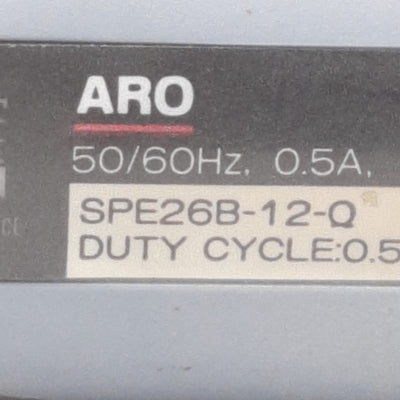 ARO
50/60Hz, 0.5A,
SPE26B-12-Q
DUTY CYCLE:0.5